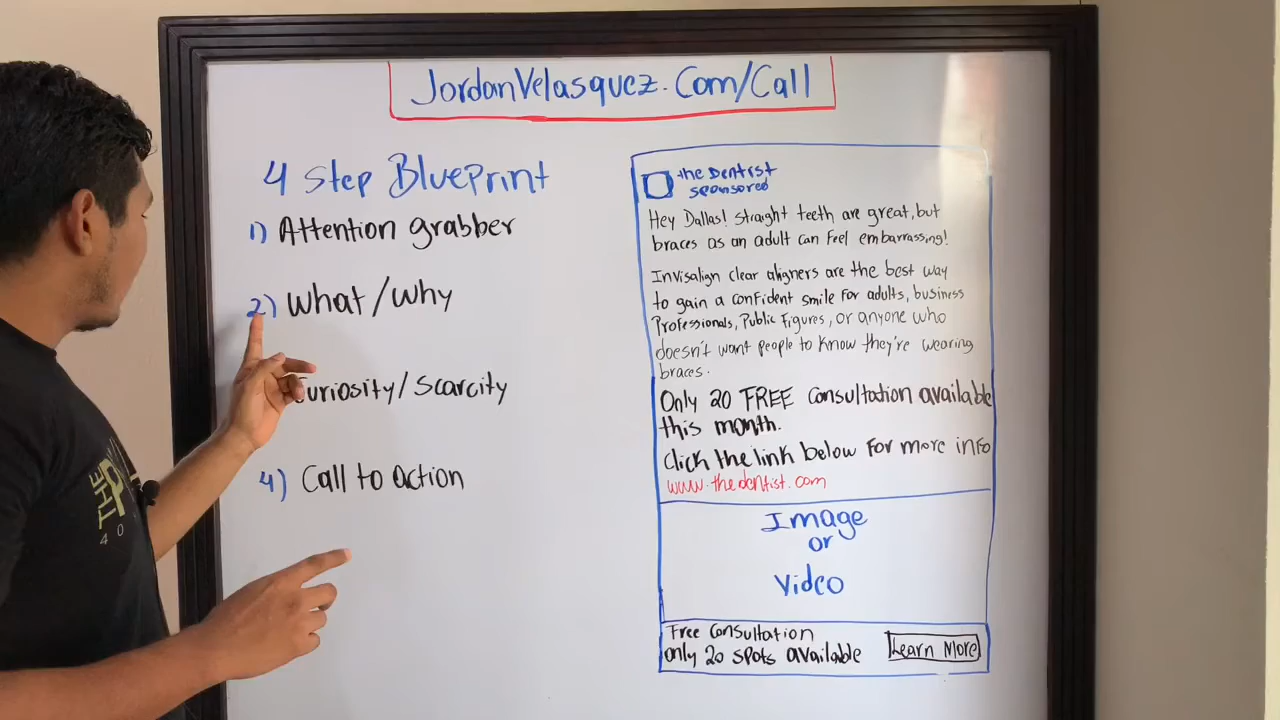 JordanVelasquez.Com/Call
4 Step Blueprint
1) Attention grabber
2) What/Why
Curiosity/Scarcity
4) Call to action
the Dentist
sponsored
Hey Dallas! Straight teeth are great, but
braces as an adult can feel embarrassing!
Invisalign clear aligners are the best way
to gain a confident smile for adults, business
Professionals, Public Figures, or anyone who
doesn't want people to know they're wearing
braces.
Only 20 FREE Consultation available
this month.
Click the link below for more info
www.thedentist.com
Image
or
Video
Free Consultation
only 20 spots available
Learn More
THE
40